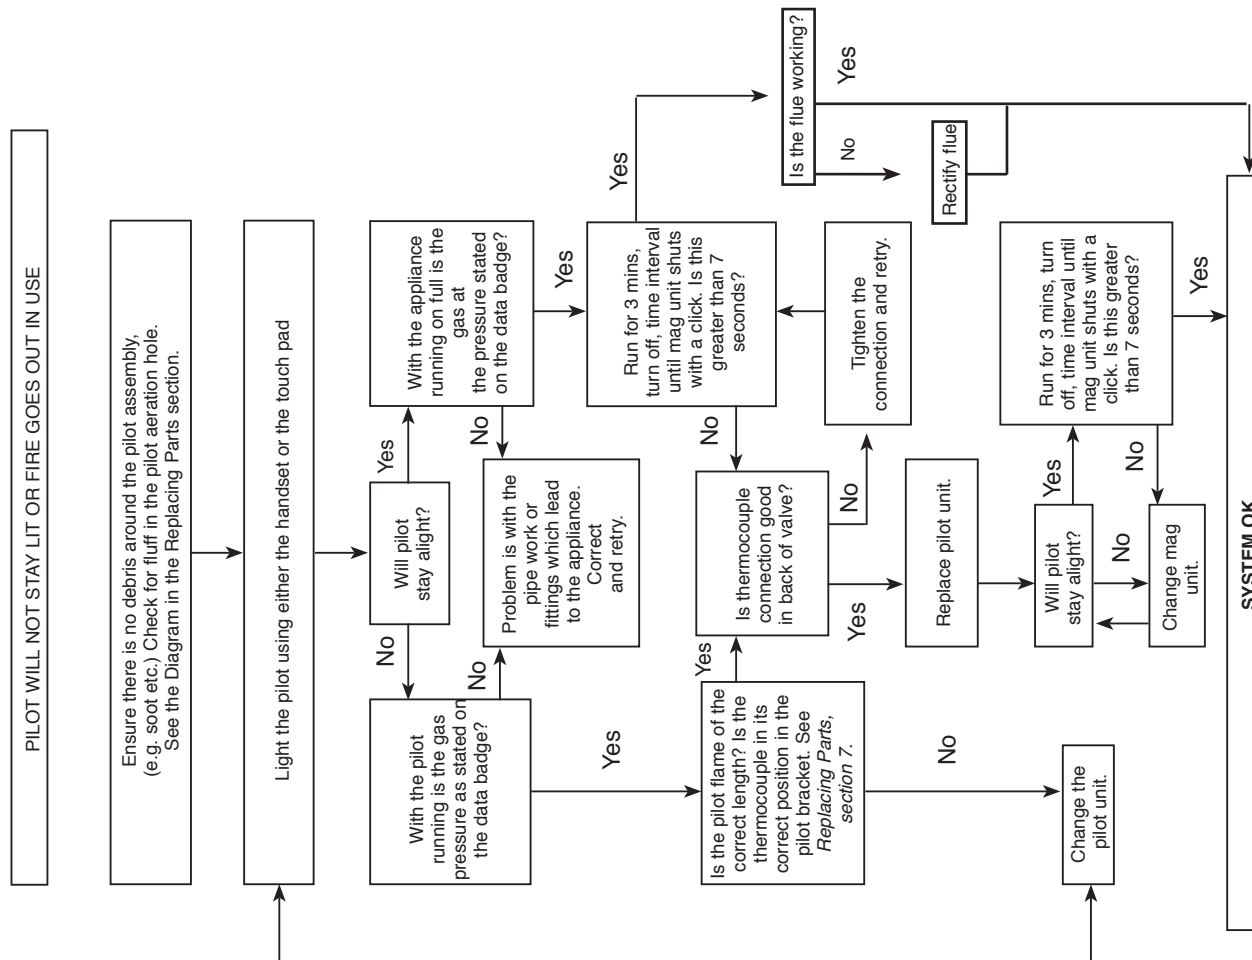 PILOT WILL NOT STAY LIT OR FIRE GOES OUT IN USE
Ensure there is no debris around the pilot assembly,
(e.g. soot etc.) Check for fluff in the pilot aeration hole.
See the Diagram in the Replacing Parts section.
Light the pilot using either the handset or the touch pad
Will pilot
stay alight?
No
Yes
With the pilot
running is the gas
pressure as stated on
the data badge?
With the appliance
running on full is the
gas at
the pressure stated
on the data badge?
No
No
Problem is with the
pipe work or
fittings which lead
to the appliance.
Correct
and retry.
Yes
Yes
Run for 3 mins,
turn off, time interval
until mag unit shuts
with a click. Is this
greater than 7
seconds?
Yes
No
Is the pilot flame of the
correct length? Is the
thermocouple in its
correct position in the
pilot bracket. See
Replacing Parts,
section 7.
Yes
Is thermocouple
connection good
in back of valve?
No
Tighten the
connection and retry.
Is the flue working?
No
Yes
Rectify flue
Yes
Replace pilot unit.
No
Change the
pilot unit.
Will pilot
stay alight?
Yes
Run for 3 mins, turn
off, time interval until
mag unit shuts with a
click. Is this greater
than 7 seconds?
No
No
Change mag
unit.
Yes
SYSTEM OK